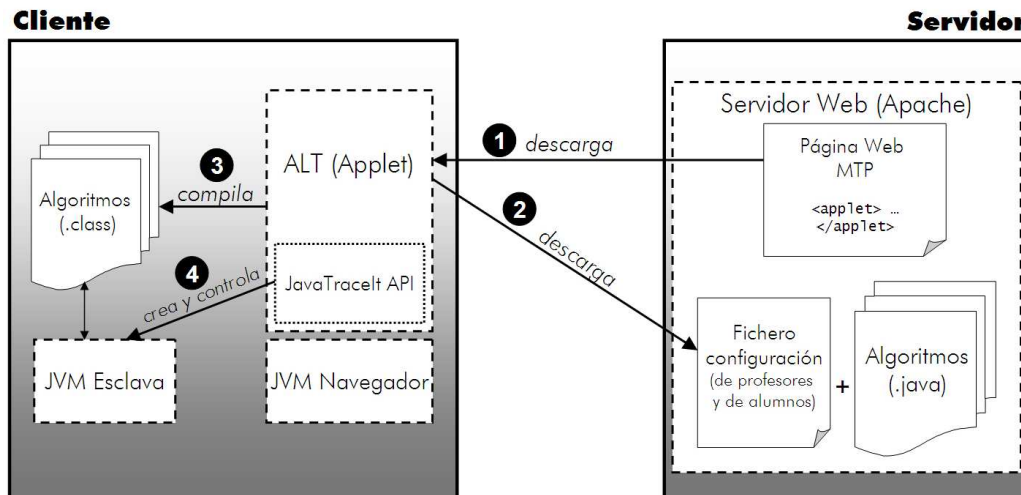 Cliente
Servidor
Servidor Web (Apache)
Página Web
MTP
<applet> …
</applet>
1 descarga
ALT (Applet)
3
compila
Algoritmos
(.class)
2
descarga
4
crea y controla
JavaTraceIt API
Fichero
configuración
(de profesores
y de alumnos)
+
Algoritmos
(.java)
JVM Esclava
JVM Navegador